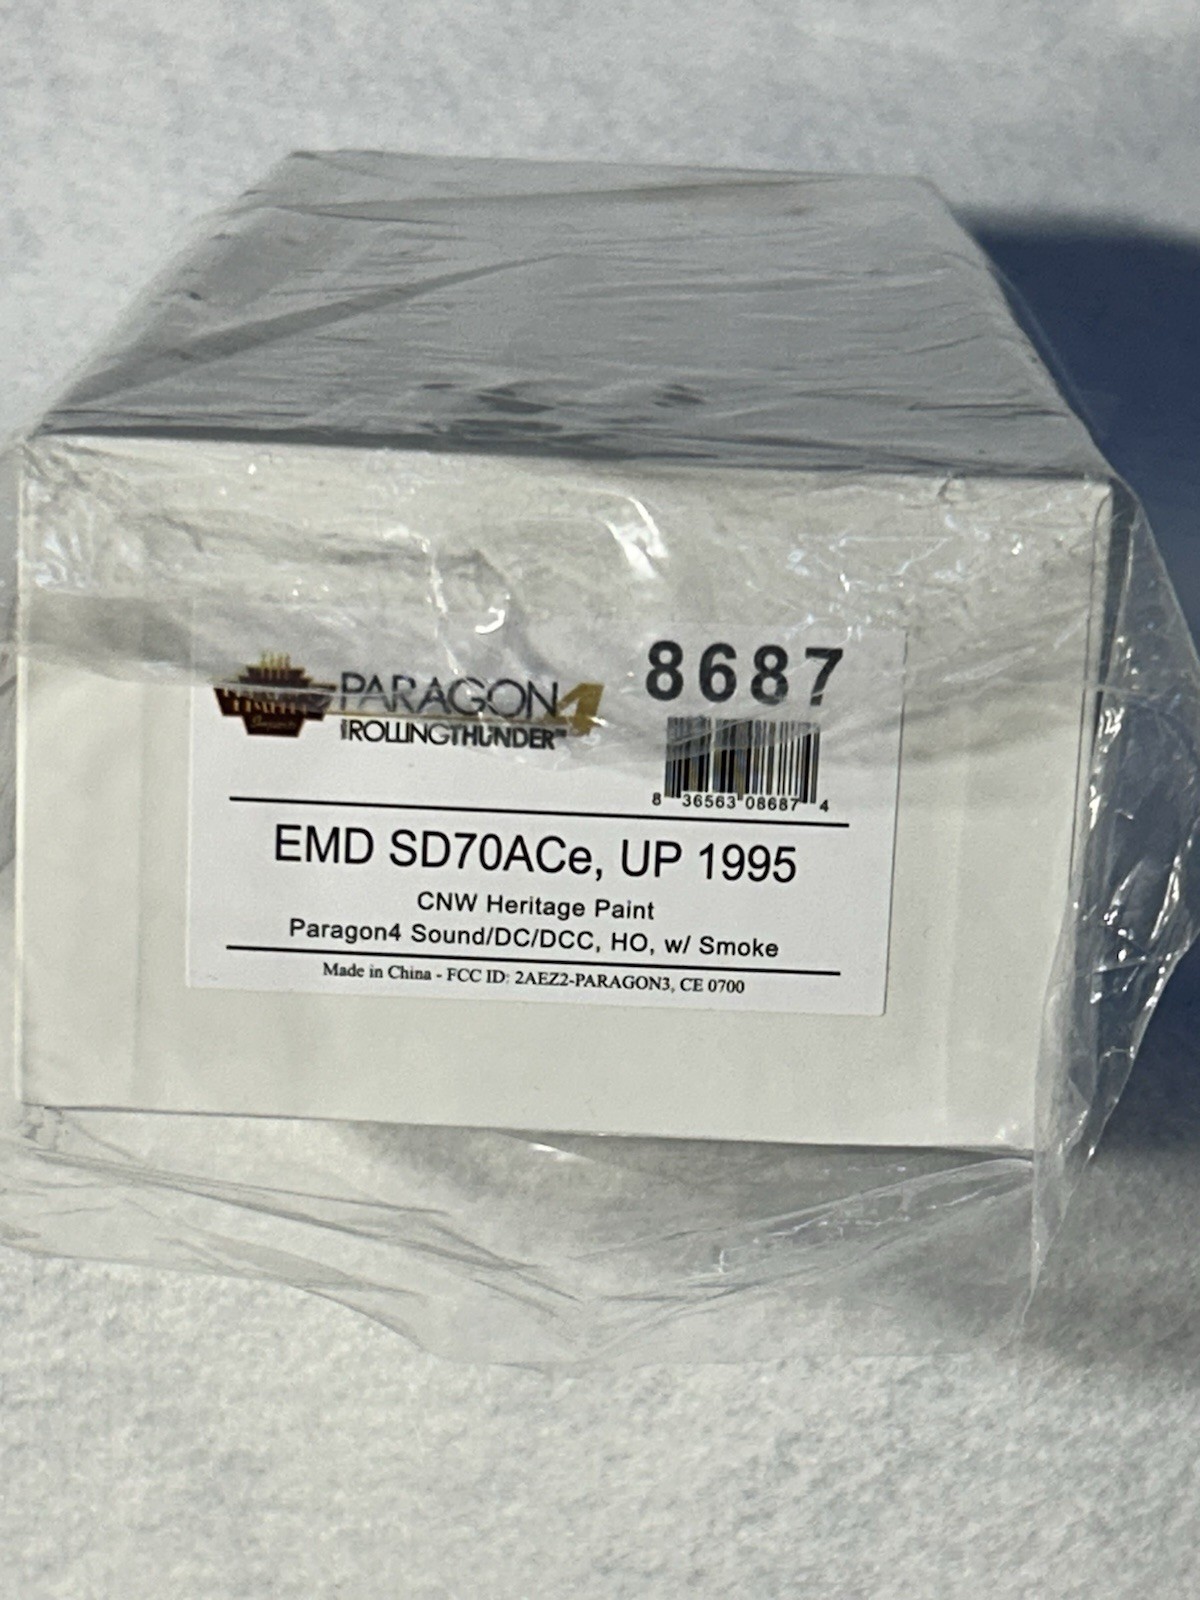 PARAGON4
ROLLINGTHUNDER™
8687
8 36563 08687 4
EMD SD70ACe, UP 1995
CNW Heritage Paint
Paragon4 Sound/DC/DCC, HO, w/ Smoke
Made in China - FCC ID: 2AEZ2-PARAGON3, CE 0700